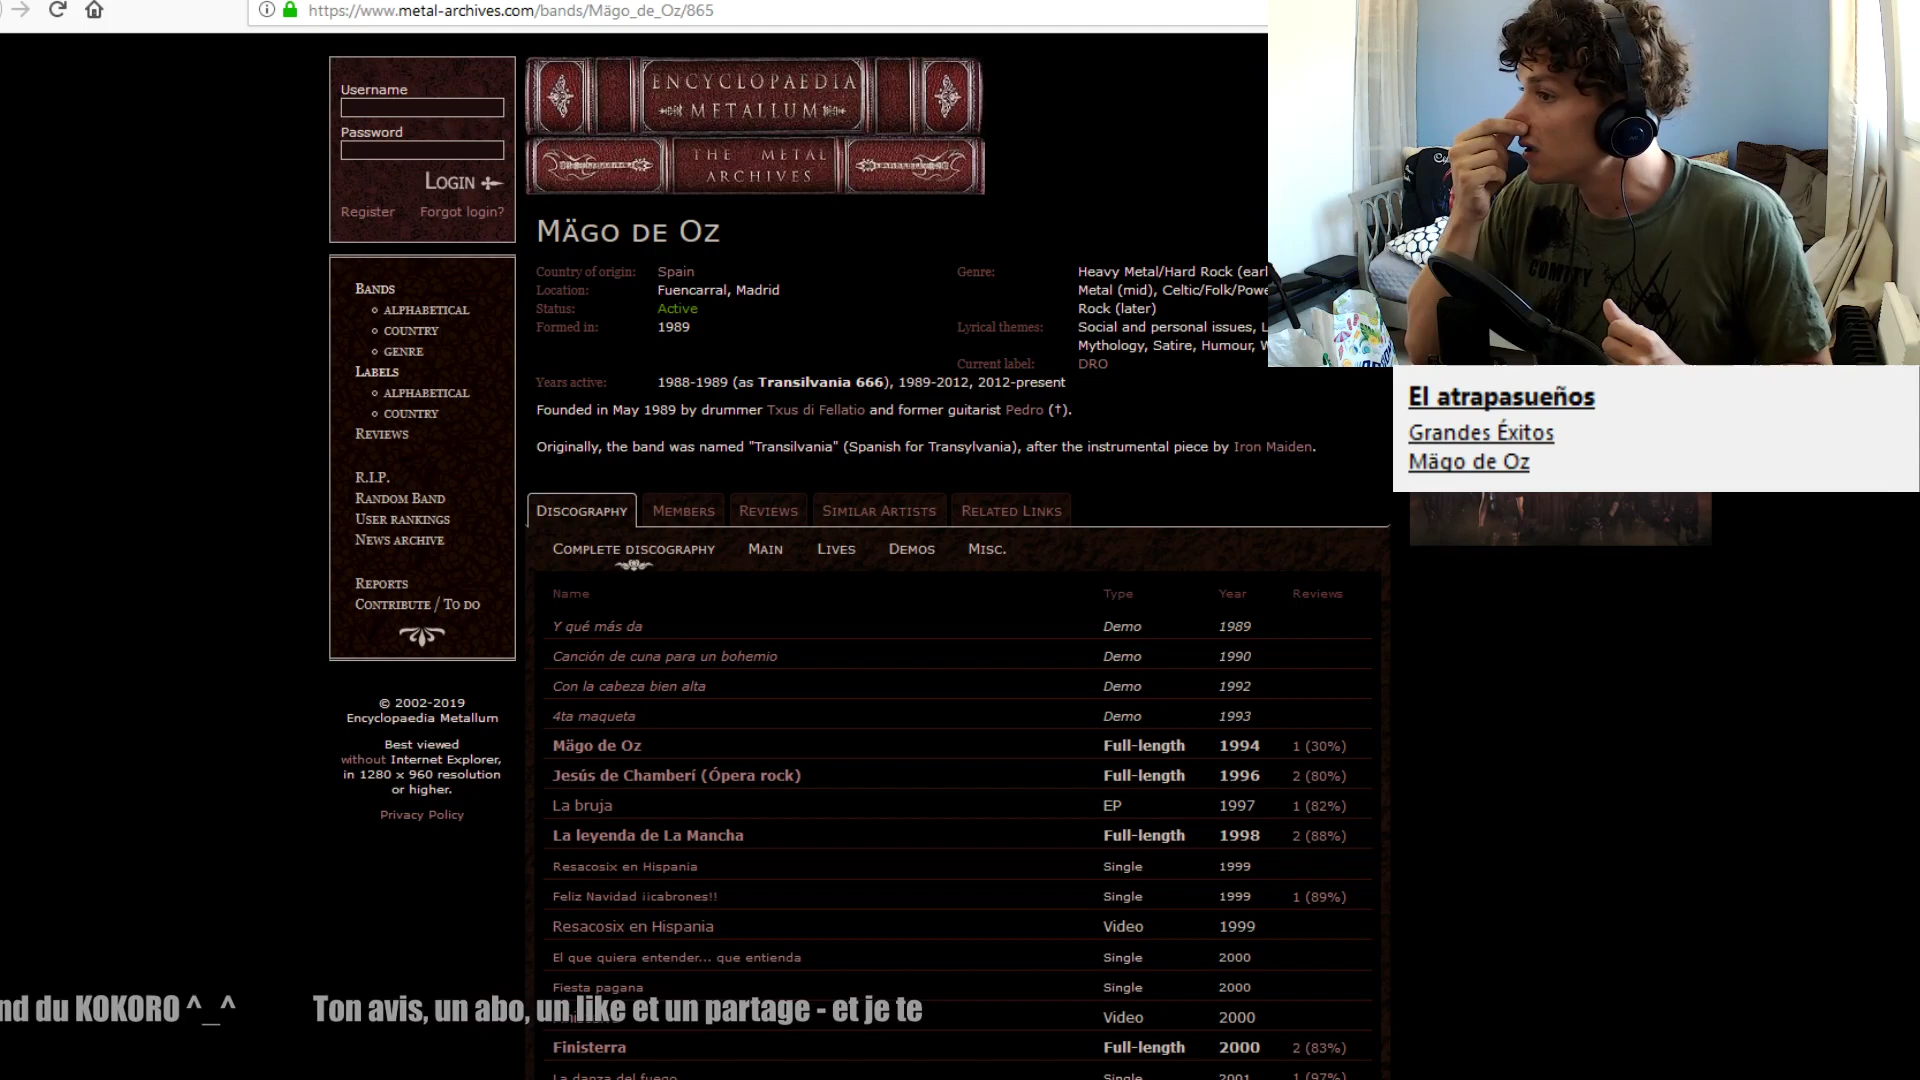 https://www.metal-archives.com/bands/Mägo_de_Oz/865
Username
Password
LOGIN
Register Forgot login?
ENCYCLOPAEDIA
METALLUM
THE METAL
ARCHIVES
MÄGO DE OZ
Country of origin: Spain
Location: Fuencarral, Madrid
Status: Active
Formed in: 1989
Genre: Heavy Metal/Hard Rock (earl
Metal (mid), Celtic/Folk/Powe
Rock (later)
Lyrical themes: Social and personal issues, L
Mythology, Satire, Humour, W
Current label: DRO
Years active: 1988-1989 (as Transilvania 666), 1989-2012, 2012-present
Founded in May 1989 by drummer Txus di Fellatio and former guitarist Pedro (†).
Originally, the band was named "Transilvania" (Spanish for Transylvania), after the instrumental piece by Iron Maiden.
COMITY
El atrapasueños
Grandes Éxitos
Mägo de Oz
BANDS
ALPHABETICAL
COUNTRY
GENRE
LABELS
ALPHABETICAL
COUNTRY
REVIEWS
R.I.P.
RANDOM BAND
USER RANKINGS
NEWS ARCHIVE
REPORTS
CONTRIBUTE / TO DO
© 2002-2019
Encyclopaedia Metallum
Best viewed
without Internet Explorer,
in 1280 x 960 resolution
or higher.
Privacy Policy
DISCOGRAPHY MEMBERS REVIEWS SIMILAR ARTISTS RELATED LINKS
COMPLETE DISCOGRAPHY MAIN LIVES DEMOS MISC.
Name Type Year Reviews
Y qué más da Demo 1989
Canción de cuna para un bohemio Demo 1990
Con la cabeza bien alta Demo 1992
4ta maqueta Demo 1993
Mägo de Oz Full-length 1994 1 (30%)
Jesús de Chamberí (Ópera rock) Full-length 1996 2 (80%)
La bruja EP 1997 1 (82%)
La leyenda de La Mancha Full-length 1998 2 (88%)
Resacosix en Hispania Single 1999
Feliz Navidad ¡¡cabrones!! Single 1999 1 (89%)
Resacosix en Hispania Video 1999
El que quiera entender... que entienda Single 2000
Fiesta pagana Single 2000
Video 2000
Finisterra Full-length 2000 2 (83%)
La danza del fuego Single 2001 1 (97%)
nd du KOKORO ^_^ Ton avis, un abo, un like et un partage - et je te